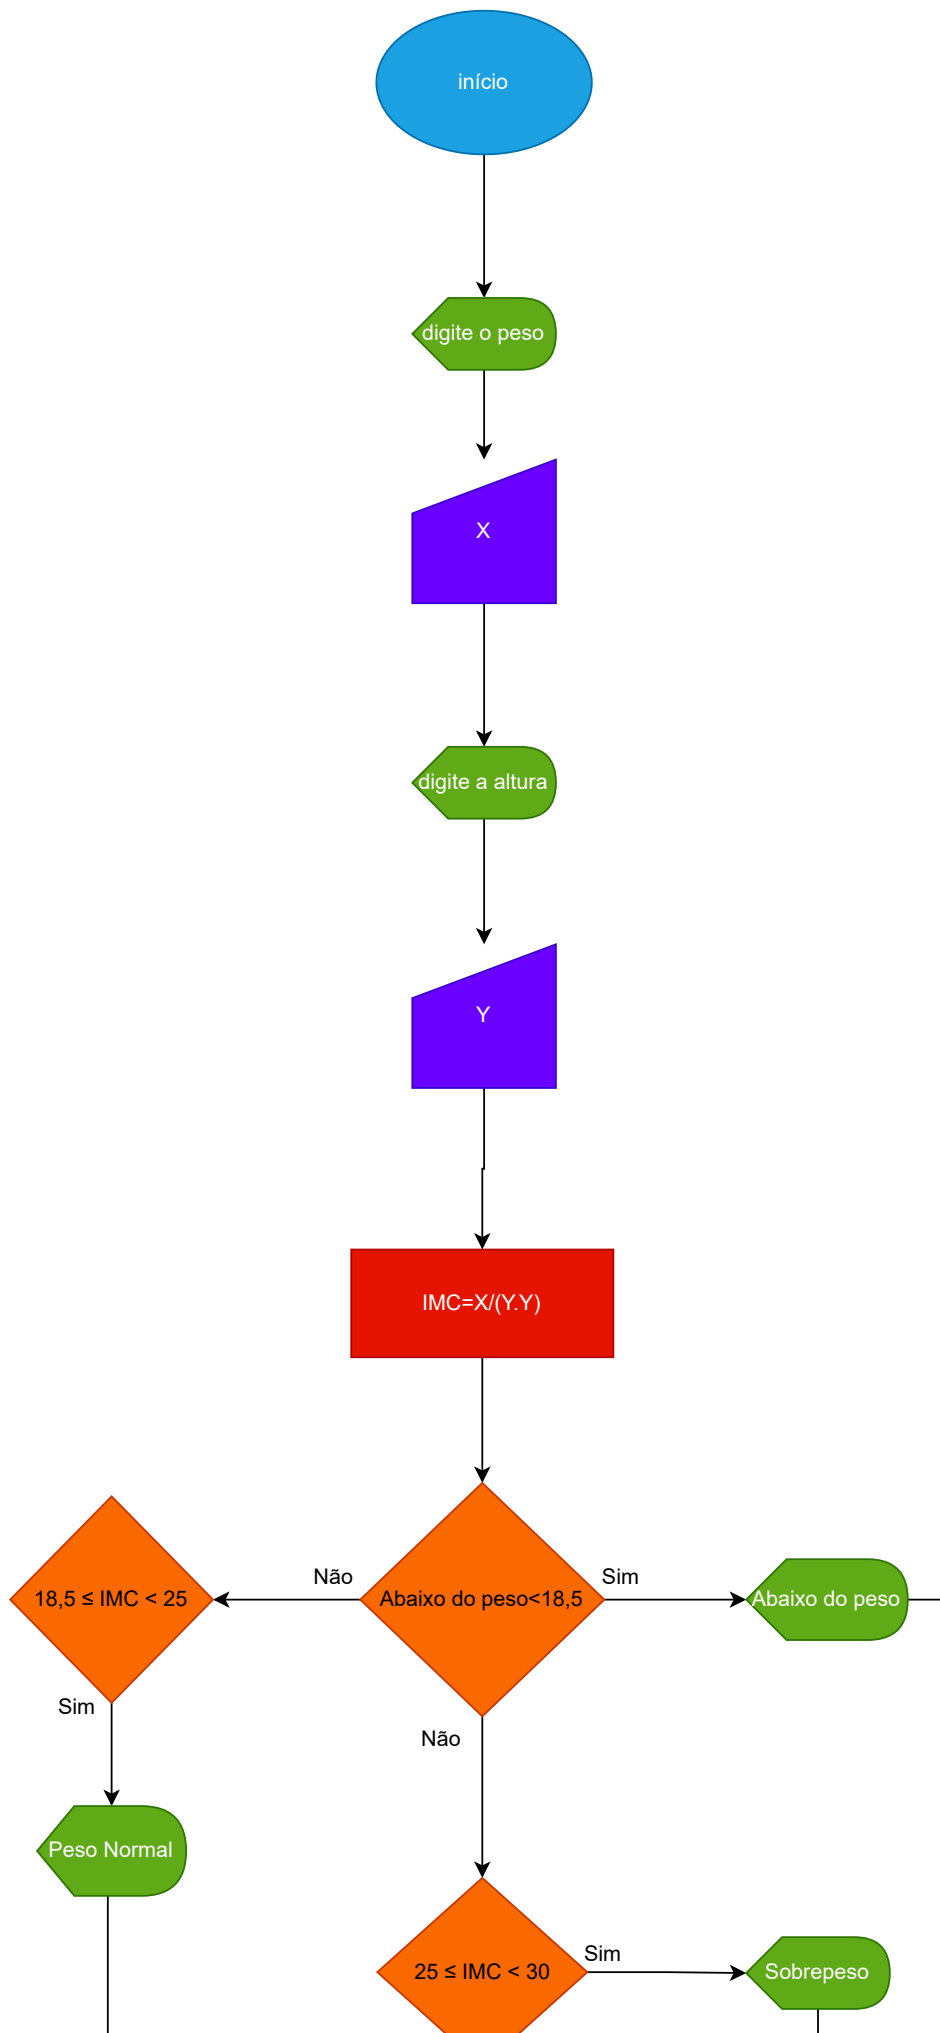 início
digite o peso
X
digite a altura
Y
IMC=X/(Y.Y)
18,5 ≤ IMC < 25
Não
Abaixo do peso<18,5
Sim
Abaixo do peso
Sim
Não
Peso Normal
25 ≤ IMC < 30
Sim
Sobrepeso